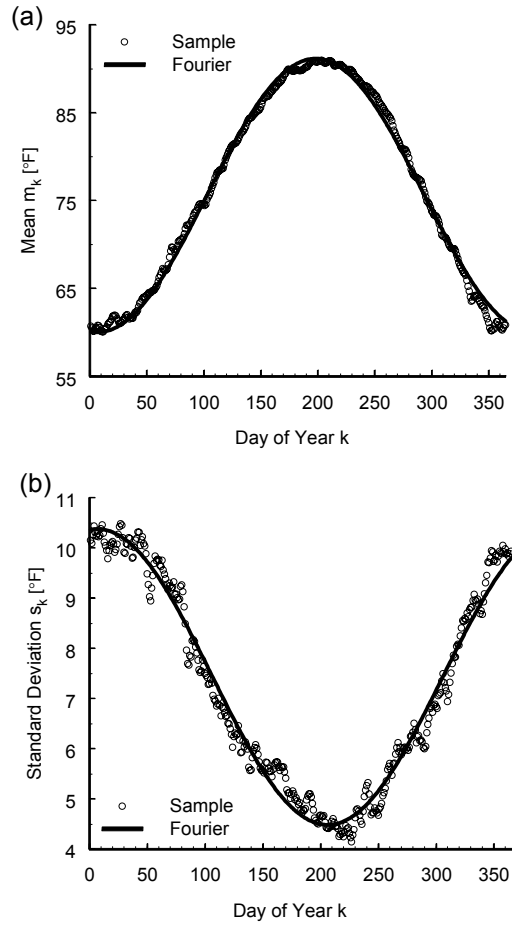 (a)
Sample
Fourier
95
85
75
65
55
Mean m_k [°F]
0 50 100 150 200 250 300 350
Day of Year k
(b)
11
10
9
8
7
6
5
4
Standard Deviation s_k [°F]
Sample
Fourier
0 50 100 150 200 250 300 350
Day of Year k